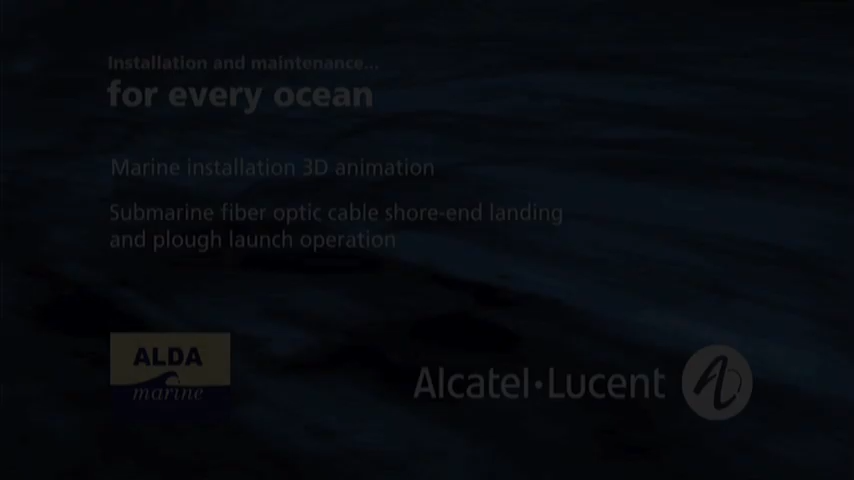 Installation and maintenance...
for every ocean
Marine installation 3D animation
Submarine fiber optic cable shore-end landing
and plough launch operation
ALDA
marine
Alcatel·Lucent